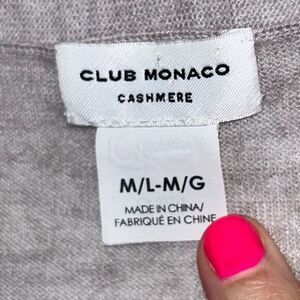 CLUB MONACO
CASHMERE
M/L-M/G
MADE IN CHINA/
FABRIQUÉ EN CHINE